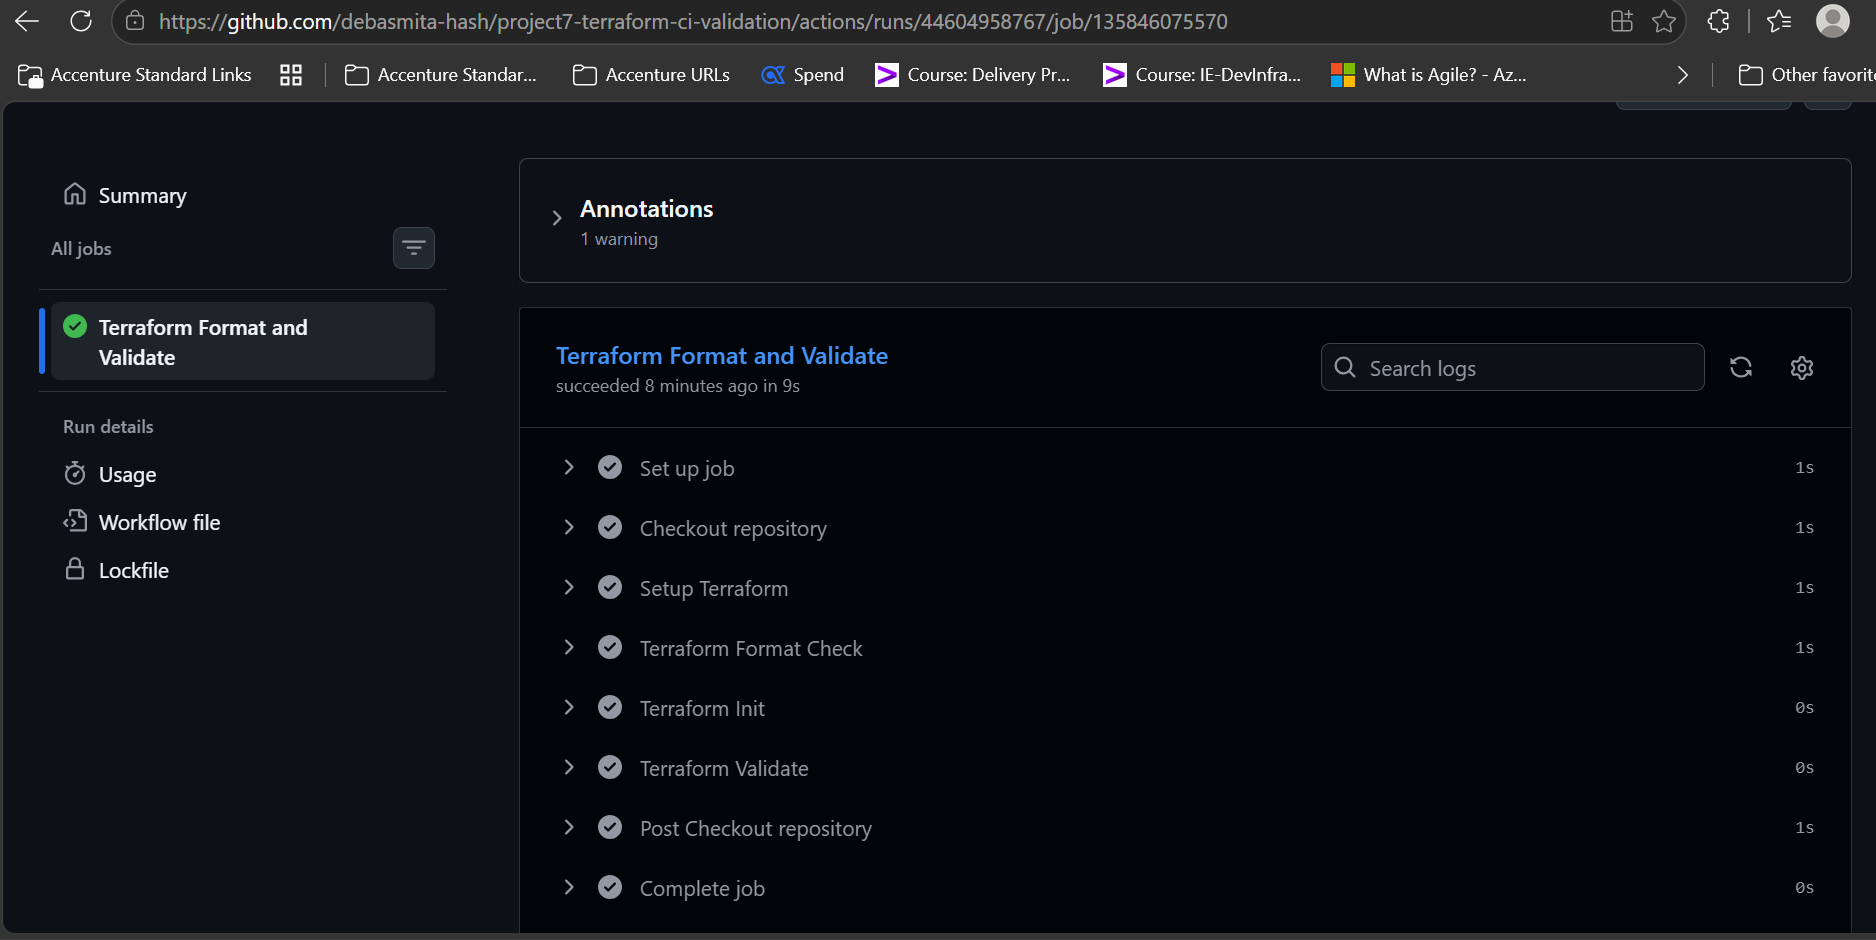 https://github.com/debasmita-hash/project7-terraform-ci-validation/actions/runs/44604958767/job/135846075570
Accenture Standard Links
Accenture Standar...
Accenture URLs
Spend
Course: Delivery Pr...
Course: IE-DevInfra...
What is Agile? - Az...
Other favorite
Summary
All jobs
Terraform Format and
Validate
Run details
Usage
Workflow file
Lockfile
Annotations
1 warning
Terraform Format and Validate
succeeded 8 minutes ago in 9s
Search logs
Set up job 1s
Checkout repository 1s
Setup Terraform 1s
Terraform Format Check 1s
Terraform Init 0s
Terraform Validate 0s
Post Checkout repository 1s
Complete job 0s